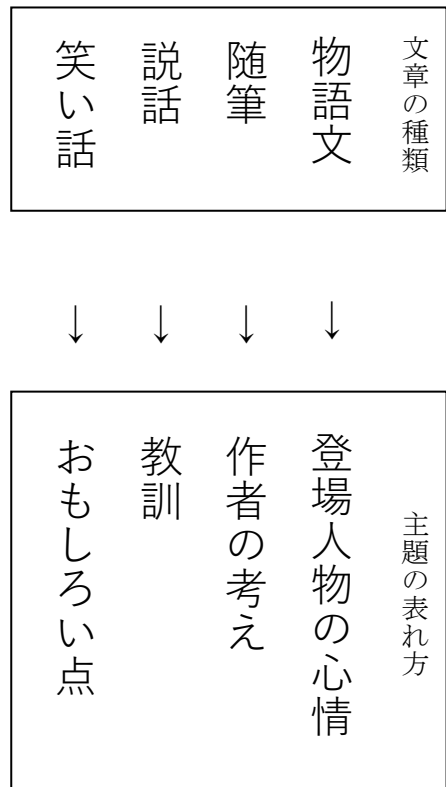 文章の種類
物語文
随筆
説話
笑い話
↓
↓
↓
↓
主題の表れ方
登場人物の心情
作者の考え
教訓
おもしろい点